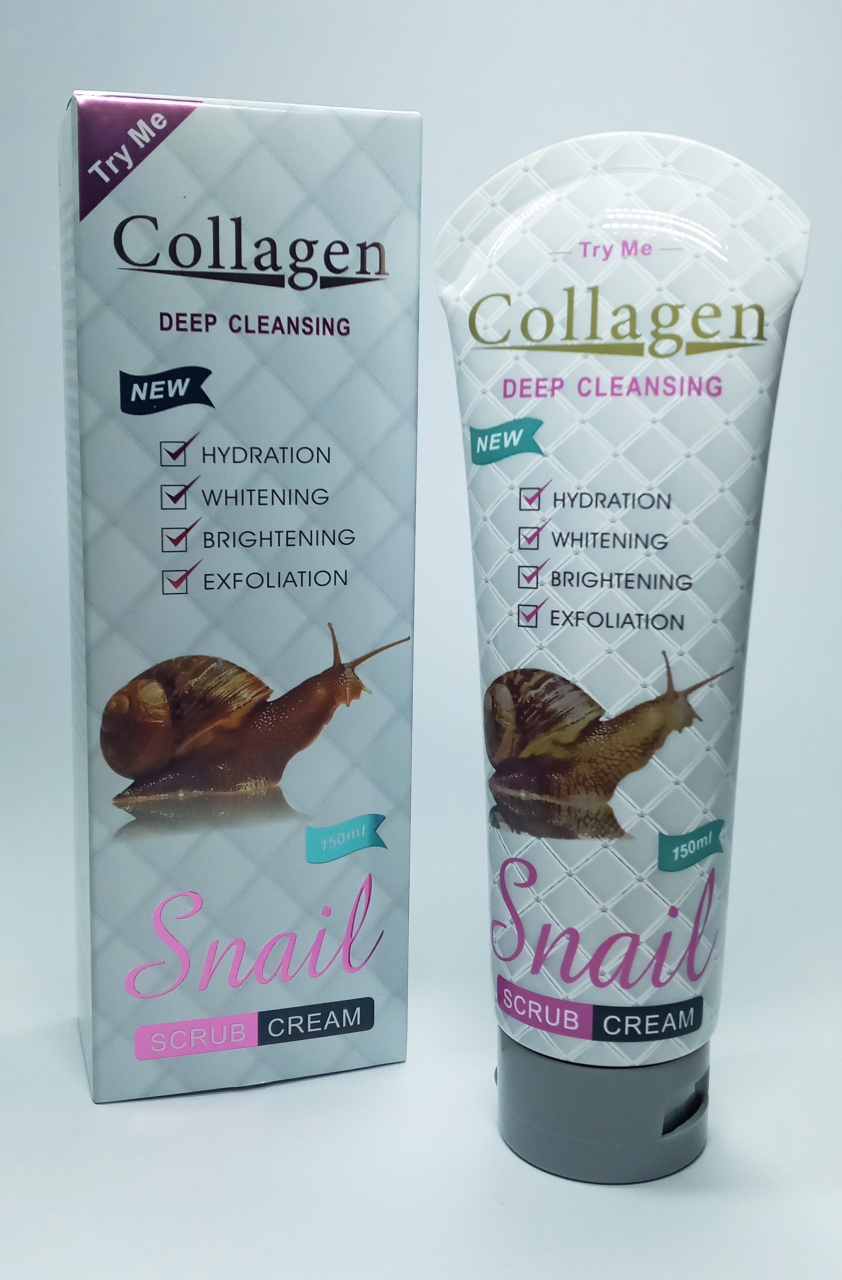 Try Me
Collagen
DEEP CLEANSING
NEW
HYDRATION
WHITENING
BRIGHTENING
EXFOLIATION
150ml
Snail
SCRUB CREAM
Try Me
Collagen
DEEP CLEANSING
NEW
HYDRATION
WHITENING
BRIGHTENING
EXFOLIATION
150ml
Snail
SCRUB CREAM